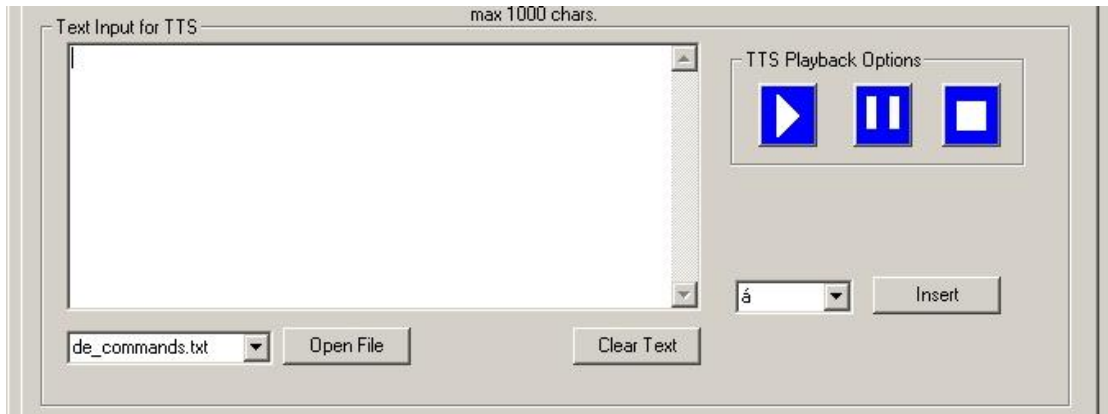 max 1000 chars.
Text Input for TTS
TTS Playback Options
á
Insert
de_commands.txt
Open File
Clear Text